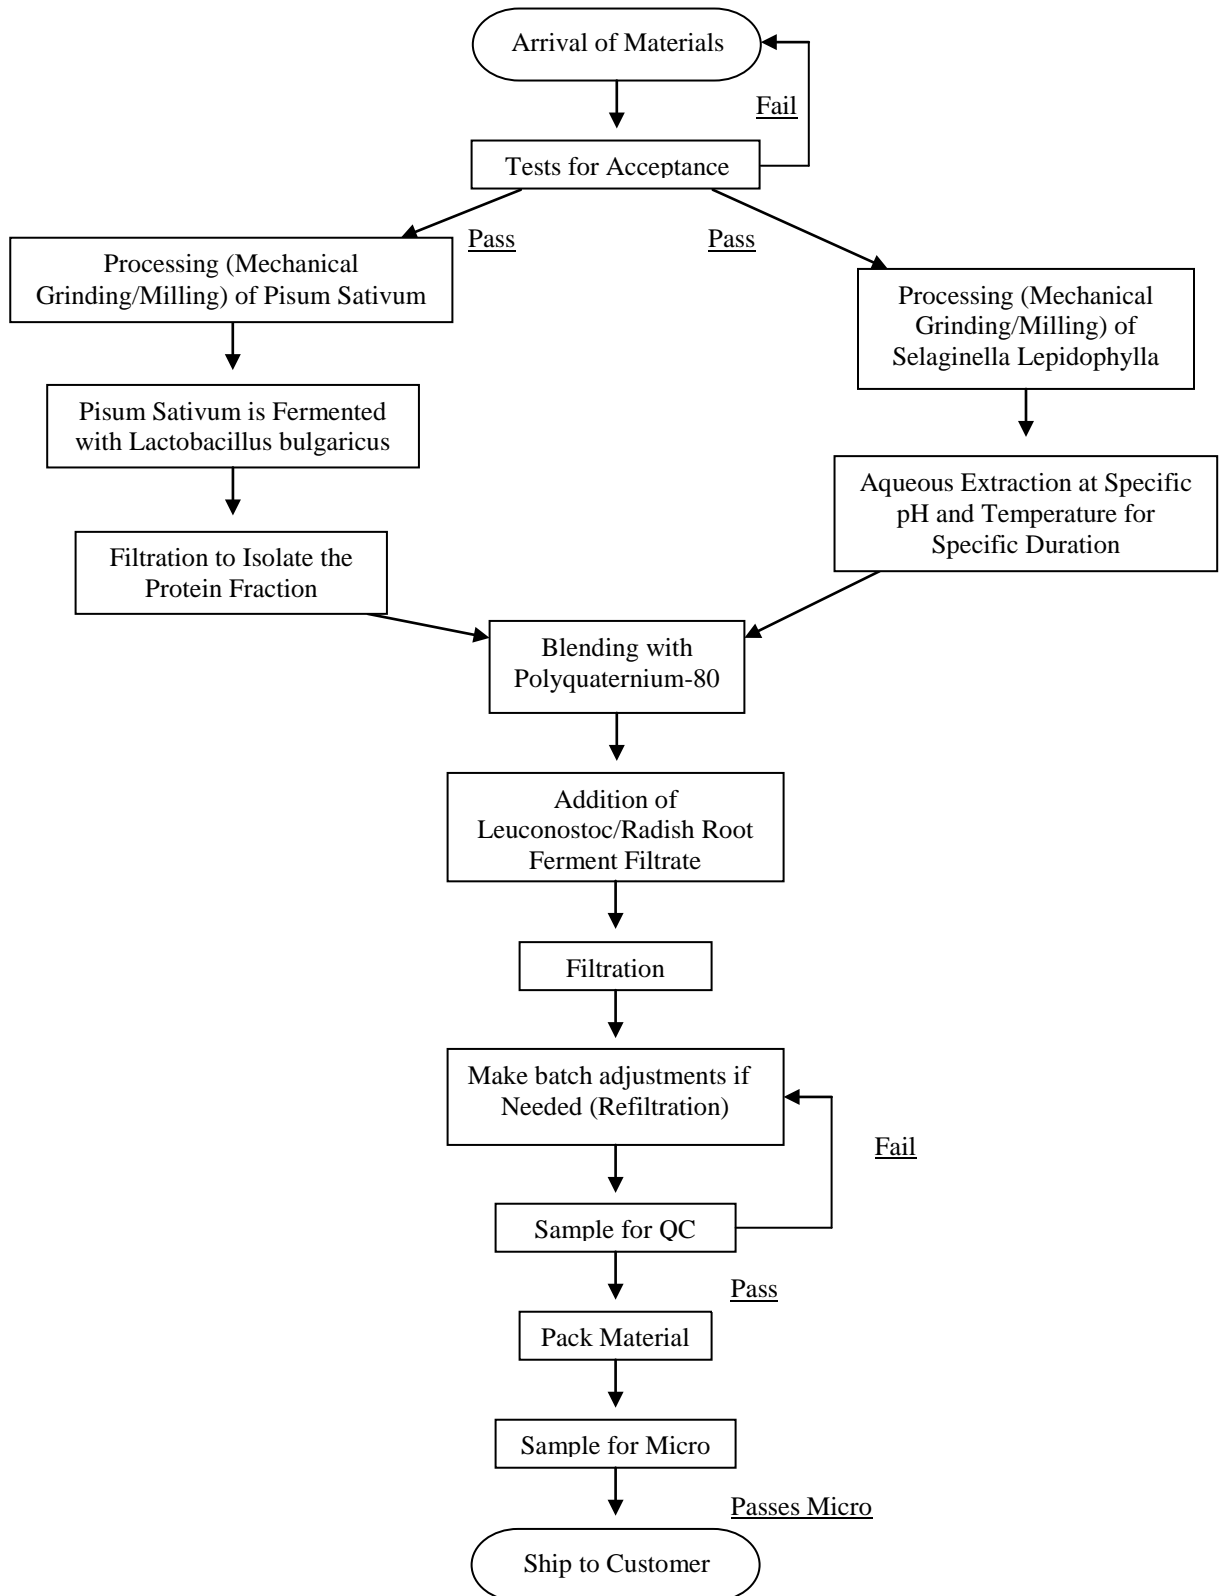 Arrival of Materials
Fail
Tests for Acceptance
Pass
Pass
Processing (Mechanical
Grinding/Milling) of Pisum Sativum
Processing (Mechanical
Grinding/Milling) of
Selaginella Lepidophylla
Pisum Sativum is Fermented
with Lactobacillus bulgaricus
Aqueous Extraction at Specific
pH and Temperature for
Specific Duration
Filtration to Isolate the
Protein Fraction
Blending with
Polyquaternium-80
Addition of
Leuconostoc/Radish Root
Ferment Filtrate
Filtration
Make batch adjustments if
Needed (Refiltration)
Fail
Sample for QC
Pass
Pack Material
Sample for Micro
Passes Micro
Ship to Customer